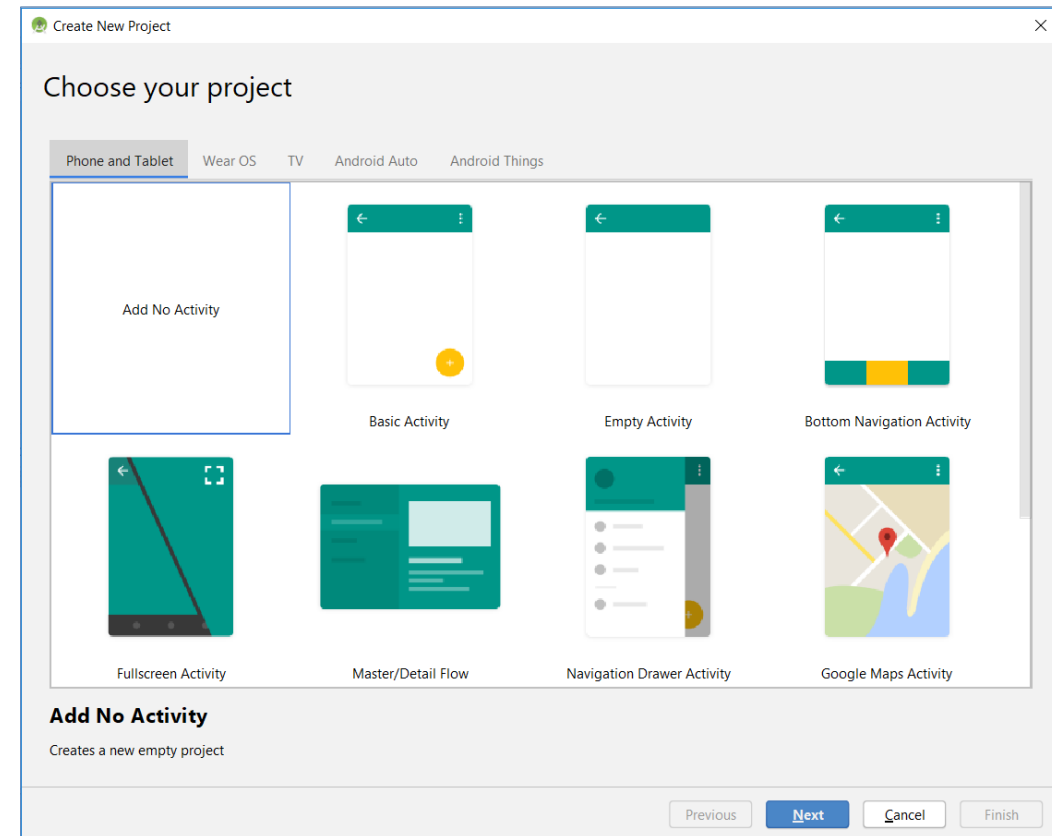 Create New Project
Choose your project
Phone and Tablet Wear OS TV Android Auto Android Things
Add No Activity
Basic Activity Empty Activity Bottom Navigation Activity
Fullscreen Activity Master/Detail Flow Navigation Drawer Activity Google Maps Activity
Add No Activity
Creates a new empty project
Previous Next Cancel Finish